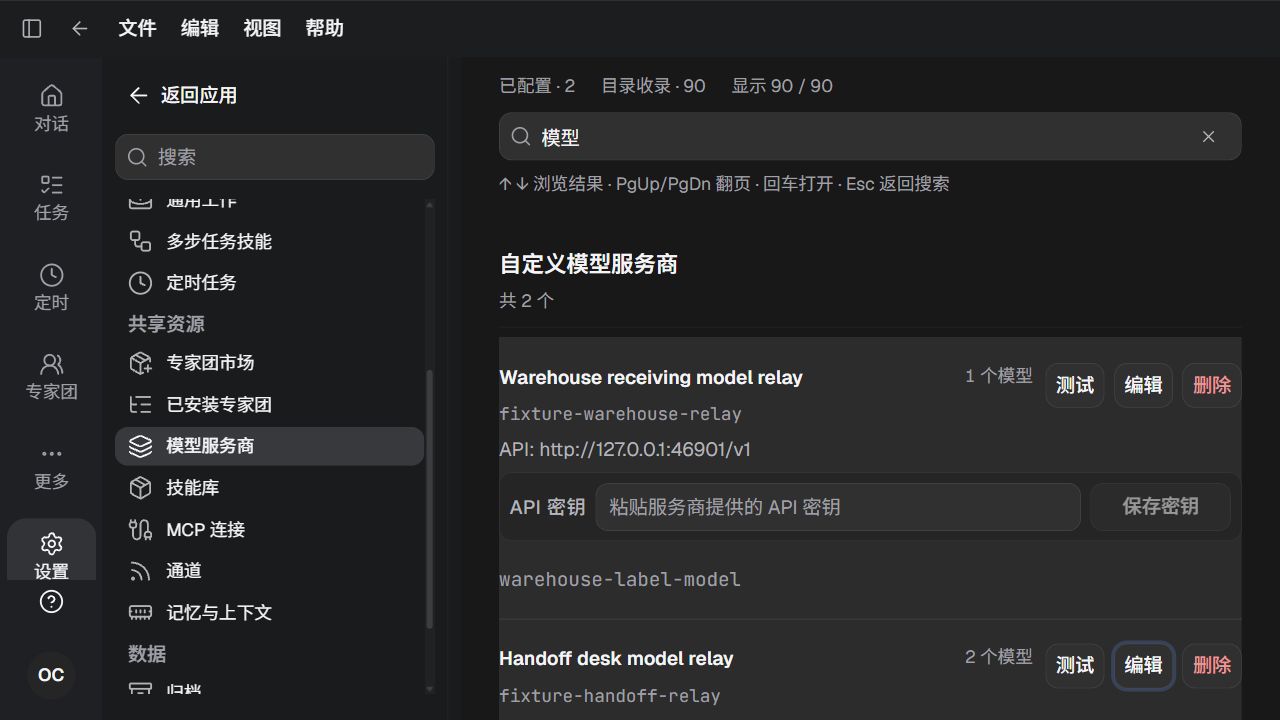 文件 编辑 视图 帮助
对话
任务
定时
专家团
更多
设置
OC
返回应用
搜索
通用工作
多步任务技能
定时任务
共享资源
专家团市场
已安装专家团
模型服务商
技能库
MCP 连接
通道
记忆与上下文
数据
归档
已配置 · 2 目录收录 · 90 显示 90 / 90
模型
↑↓ 浏览结果 · PgUp/PgDn 翻页 · 回车打开 · Esc 返回搜索
自定义模型服务商
共 2 个
Warehouse receiving model relay 1 个模型 测试 编辑 删除
fixture-warehouse-relay
API: http://127.0.0.1:46901/v1
API 密钥 粘贴服务商提供的 API 密钥 保存密钥
warehouse-label-model
Handoff desk model relay 2 个模型 测试 编辑 删除
fixture-handoff-relay